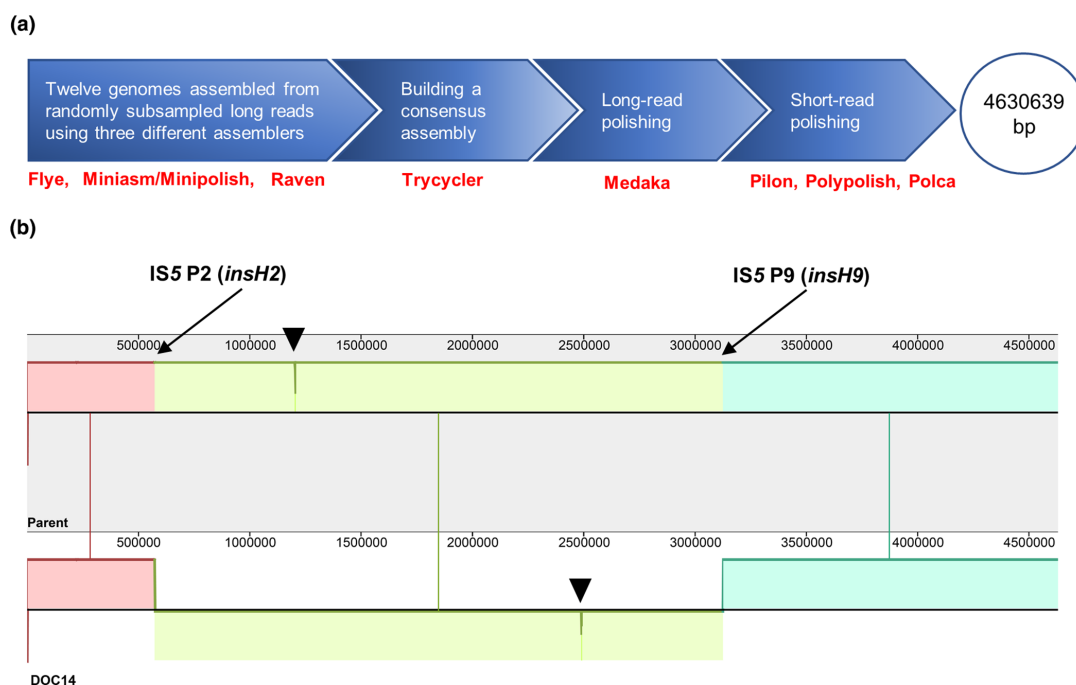 (a)
Twelve genomes assembled from
randomly subsampled long reads
using three different assemblers
Building a
consensus
assembly
Long-read
polishing
Short-read
polishing
4630639
bp
Flye, Miniasm/Minipolish, Raven
Trycycler
Medaka
Pilon, Polypolish, Polca
(b)
IS5 P2 (insH2)
IS5 P9 (insH9)
500000 1000000 1500000 2000000 2500000 3000000 3500000 4000000 4500000
Parent
500000 1000000 1500000 2000000 2500000 3000000 3500000 4000000 4500000
DOC14